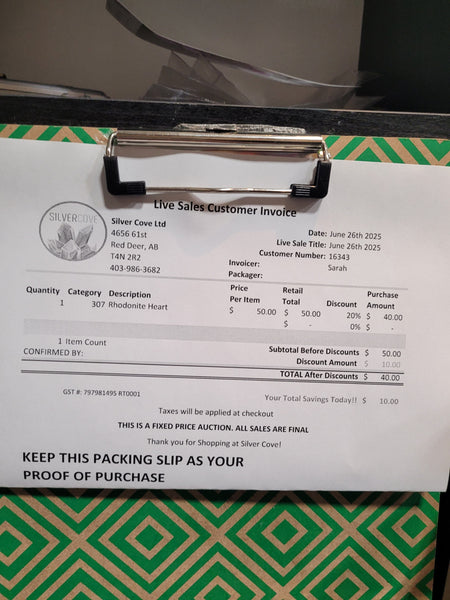 Live Sales Customer Invoice
SILVERCOVE
Silver Cove Ltd
4656 61st
Red Deer, AB
T4N 2R2
403-986-3682
Date: June 26th 2025
Live Sale Title: June 26th 2025
Customer Number: 16343
Invoicer: Sarah
Packager:
Quantity Category Description Price Per Item Retail Total Discount Purchase Amount
1 307 Rhodonite Heart $ 50.00 $ 50.00 20% $ 40.00
$ - 0% $ -
1 Item Count
Subtotal Before Discounts $ 50.00
CONFIRMED BY:
Discount Amount $ 10.00
TOTAL After Discounts $ 40.00
GST #: 797981495 RT0001
Your Total Savings Today!! $ 10.00
Taxes will be applied at checkout
THIS IS A FIXED PRICE AUCTION. ALL SALES ARE FINAL
Thank you for Shopping at Silver Cove!
KEEP THIS PACKING SLIP AS YOUR
PROOF OF PURCHASE